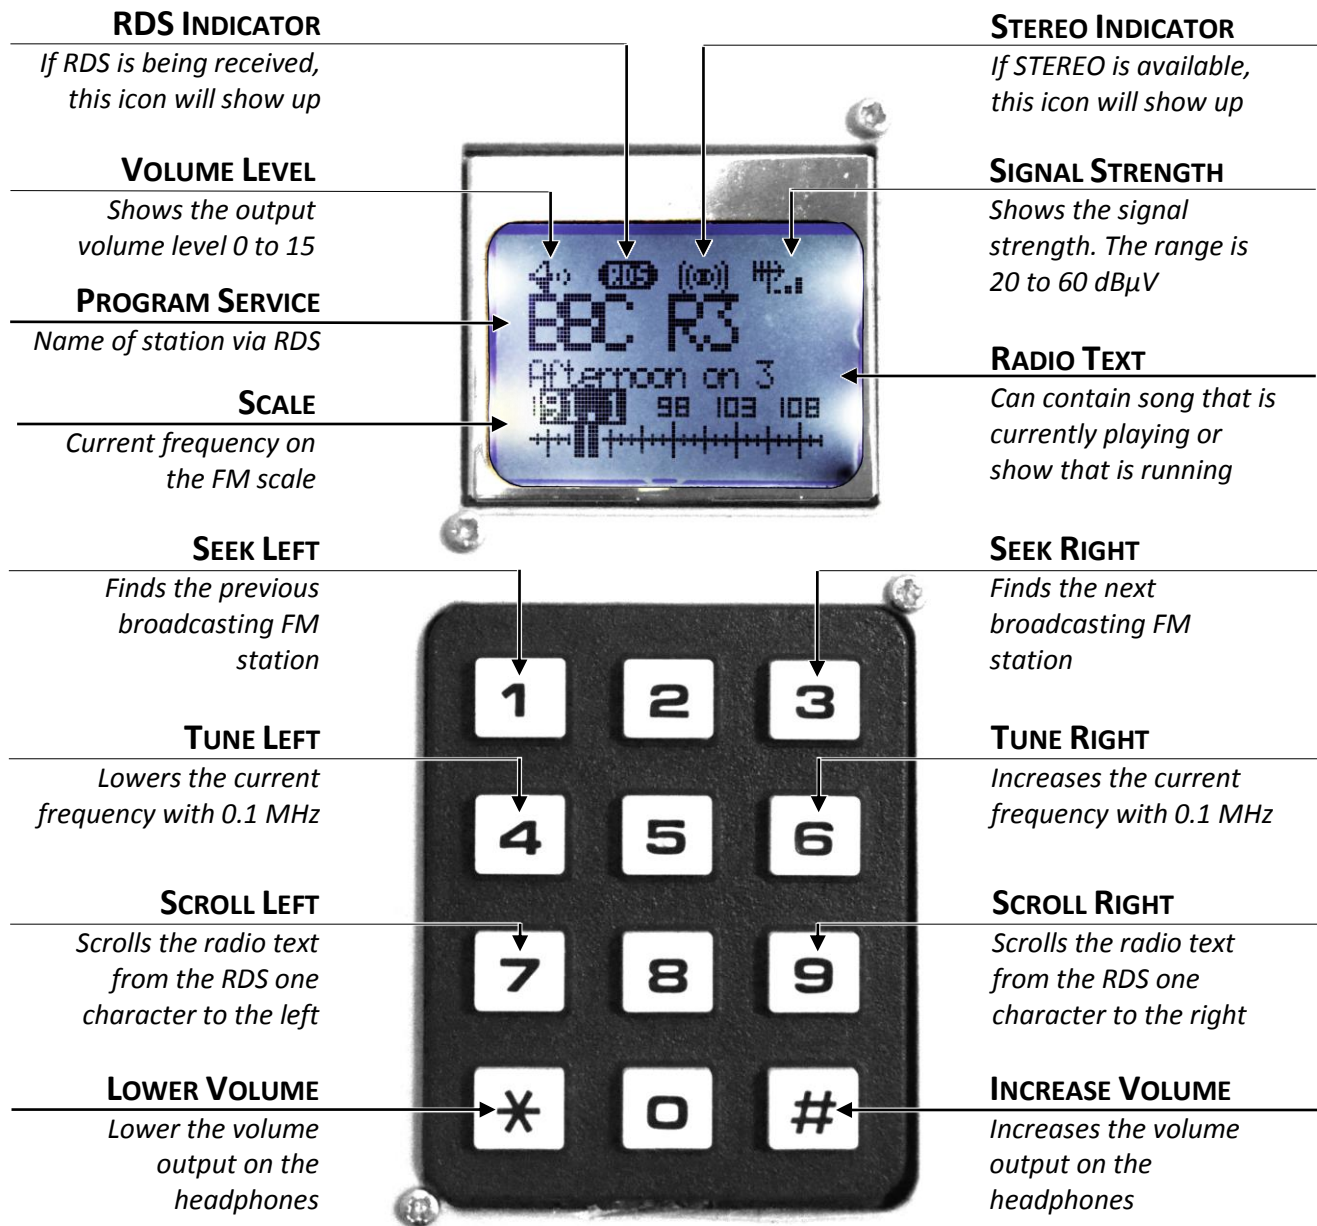 RDS INDICATOR
If RDS is being received,
this icon will show up
VOLUME LEVEL
Shows the output
volume level 0 to 15
PROGRAM SERVICE
Name of station via RDS
SCALE
Current frequency on
the FM scale
STEREO INDICATOR
If STEREO is available,
this icon will show up
SIGNAL STRENGTH
Shows the signal
strength. The range is
20 to 60 dBµV
RADIO TEXT
Can contain song that is
currently playing or
show that is running
RDS
BBC R3
Afternoon on 3
91.1 98 103 108
SEEK LEFT
Finds the previous
broadcasting FM
station
TUNE LEFT
Lowers the current
frequency with 0.1 MHz
SCROLL LEFT
Scrolls the radio text
from the RDS one
character to the left
LOWER VOLUME
Lower the volume
output on the
headphones
1 2 3
4 5 6
7 8 9
* 0 #
SEEK RIGHT
Finds the next
broadcasting FM
station
TUNE RIGHT
Increases the current
frequency with 0.1 MHz
SCROLL RIGHT
Scrolls the radio text
from the RDS one
character to the right
INCREASE VOLUME
Increases the volume
output on the
headphones